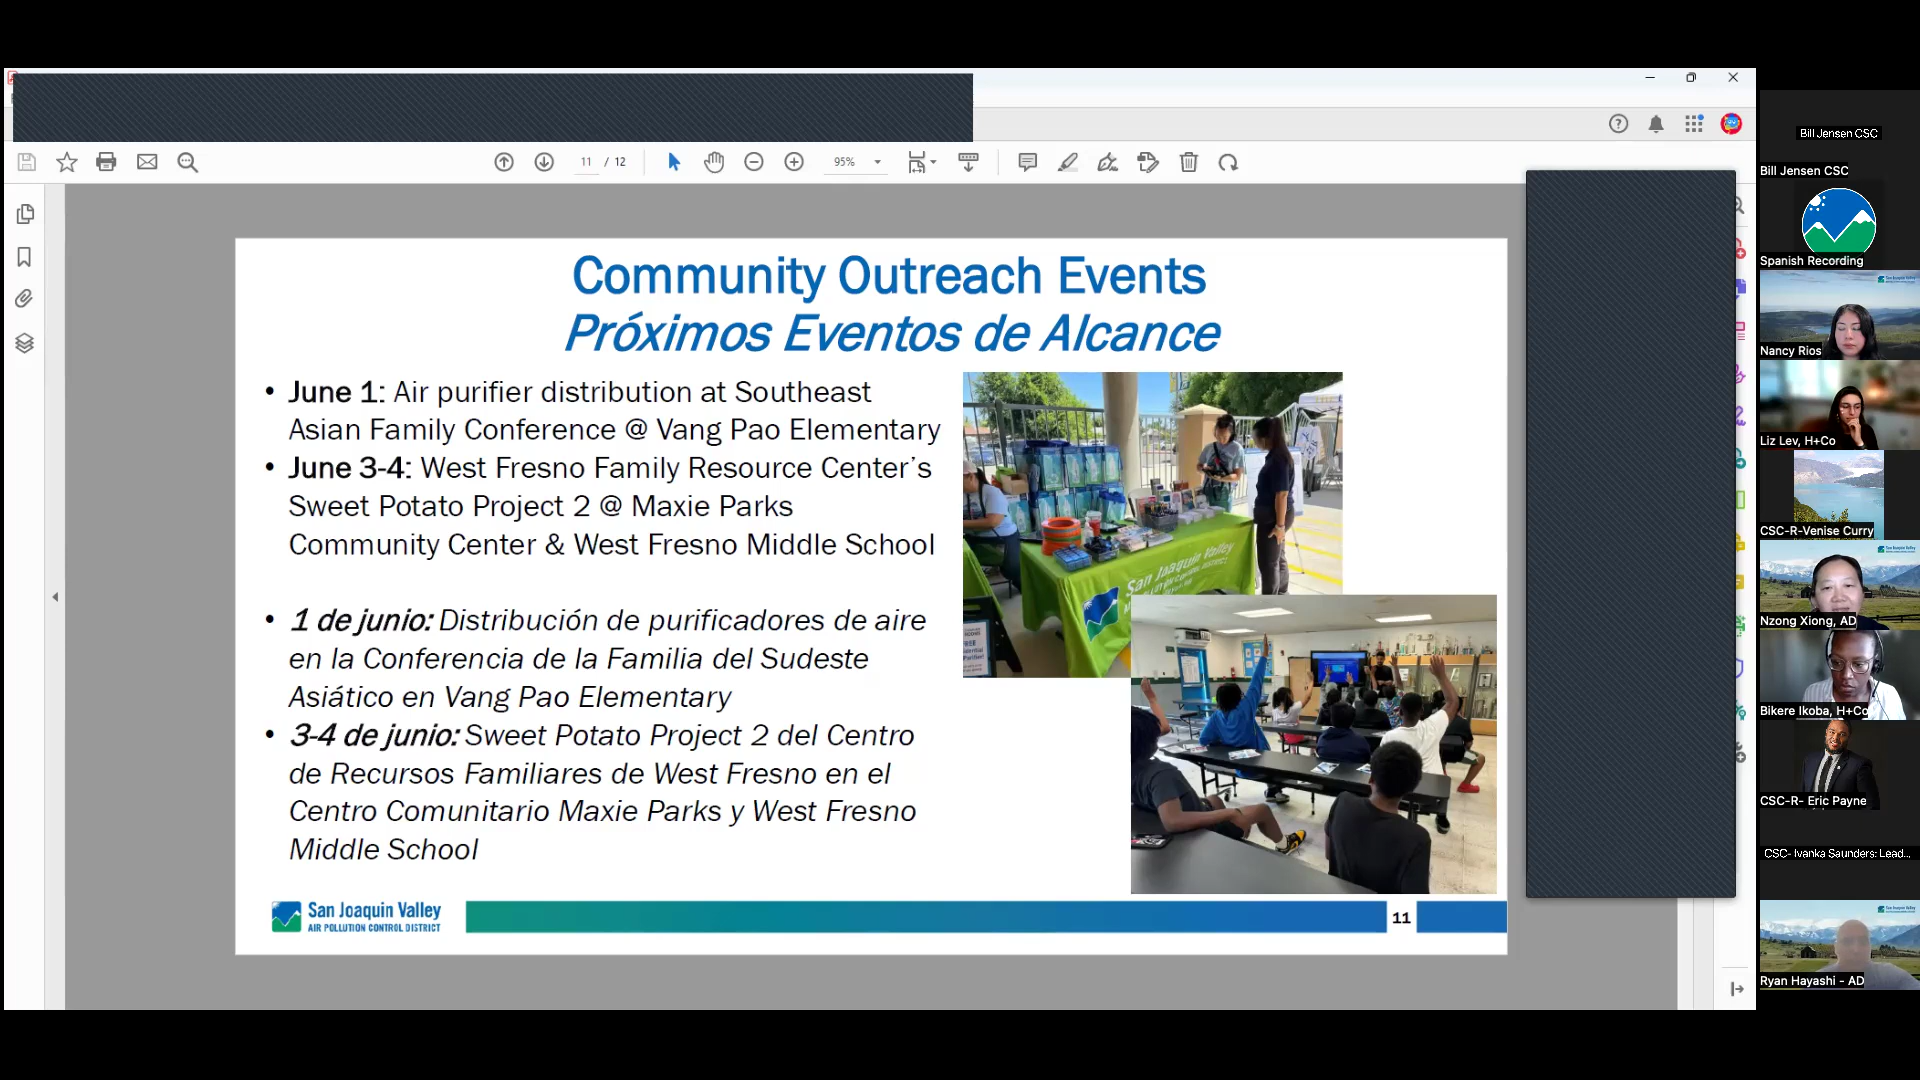 11 / 12
95%
Community Outreach Events
Próximos Eventos de Alcance
• June 1: Air purifier distribution at Southeast
Asian Family Conference @ Vang Pao Elementary
• June 3-4: West Fresno Family Resource Center's
Sweet Potato Project 2 @ Maxie Parks
Community Center & West Fresno Middle School
• 1 de junio: Distribución de purificadores de aire
en la Conferencia de la Familia del Sudeste
Asiático en Vang Pao Elementary
• 3-4 de junio: Sweet Potato Project 2 del Centro
de Recursos Familiares de West Fresno en el
Centro Comunitario Maxie Parks y West Fresno
Middle School
San Joaquin Valley
San Joaquin Valley
AIR POLLUTION CONTROL DISTRICT
11
Bill Jensen CSC
Bill Jensen CSC
Spanish Recording
Nancy Rios
Liz Lev, H+Co
CSC-R-Venise Curry
Nzong Xiong, AD
Bikere Ikoba, H+Co
CSC-R- Eric Payne
CSC- Ivanka Saunders: Lead...
Ryan Hayashi - AD